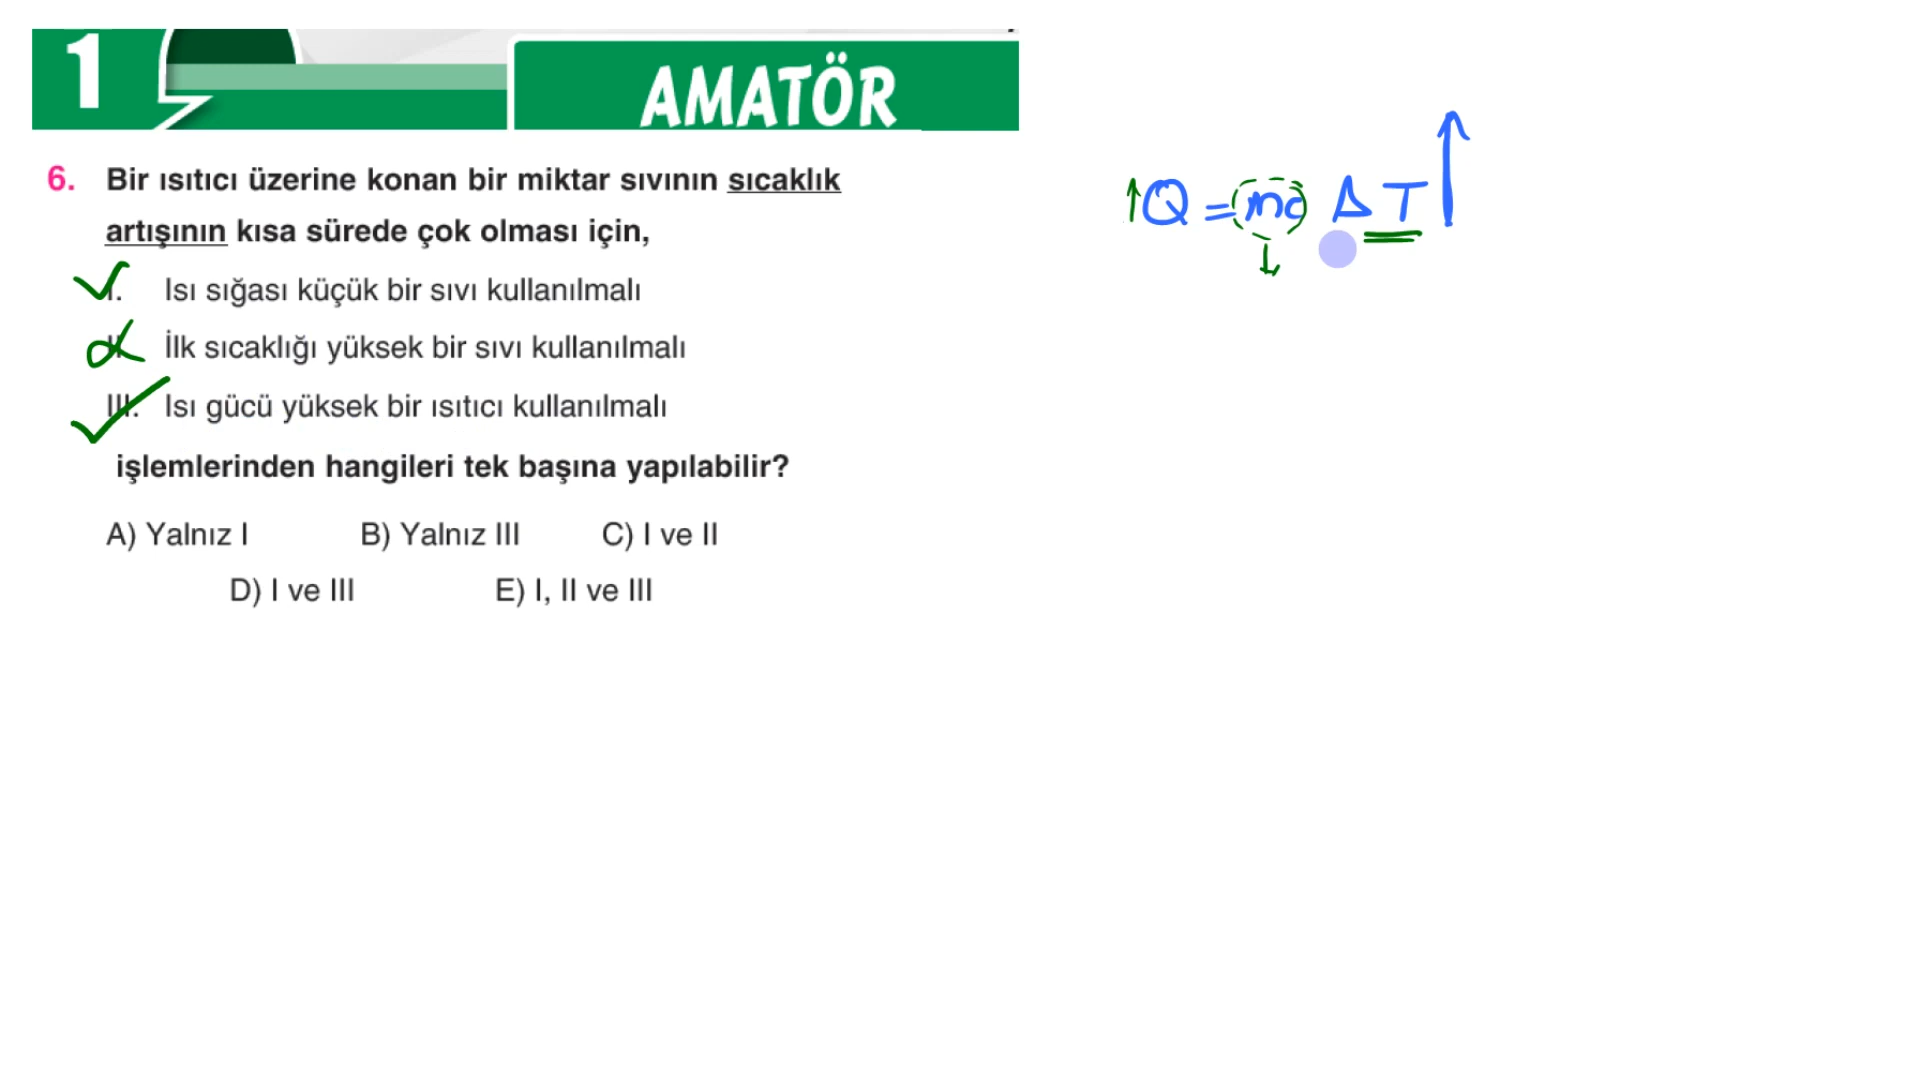 1
AMATÖR
6. Bir ısıtıcı üzerine konan bir miktar sıvının sıcaklık
artışının kısa sürede çok olması için,
I. Isı sığası küçük bir sıvı kullanılmalı
II. İlk sıcaklığı yüksek bir sıvı kullanılmalı
III. Isı gücü yüksek bir ısıtıcı kullanılmalı
işlemlerinden hangileri tek başına yapılabilir?
A) Yalnız I B) Yalnız III C) I ve II
D) I ve III E) I, II ve III
↑Q = mc ΔT ↑
↓